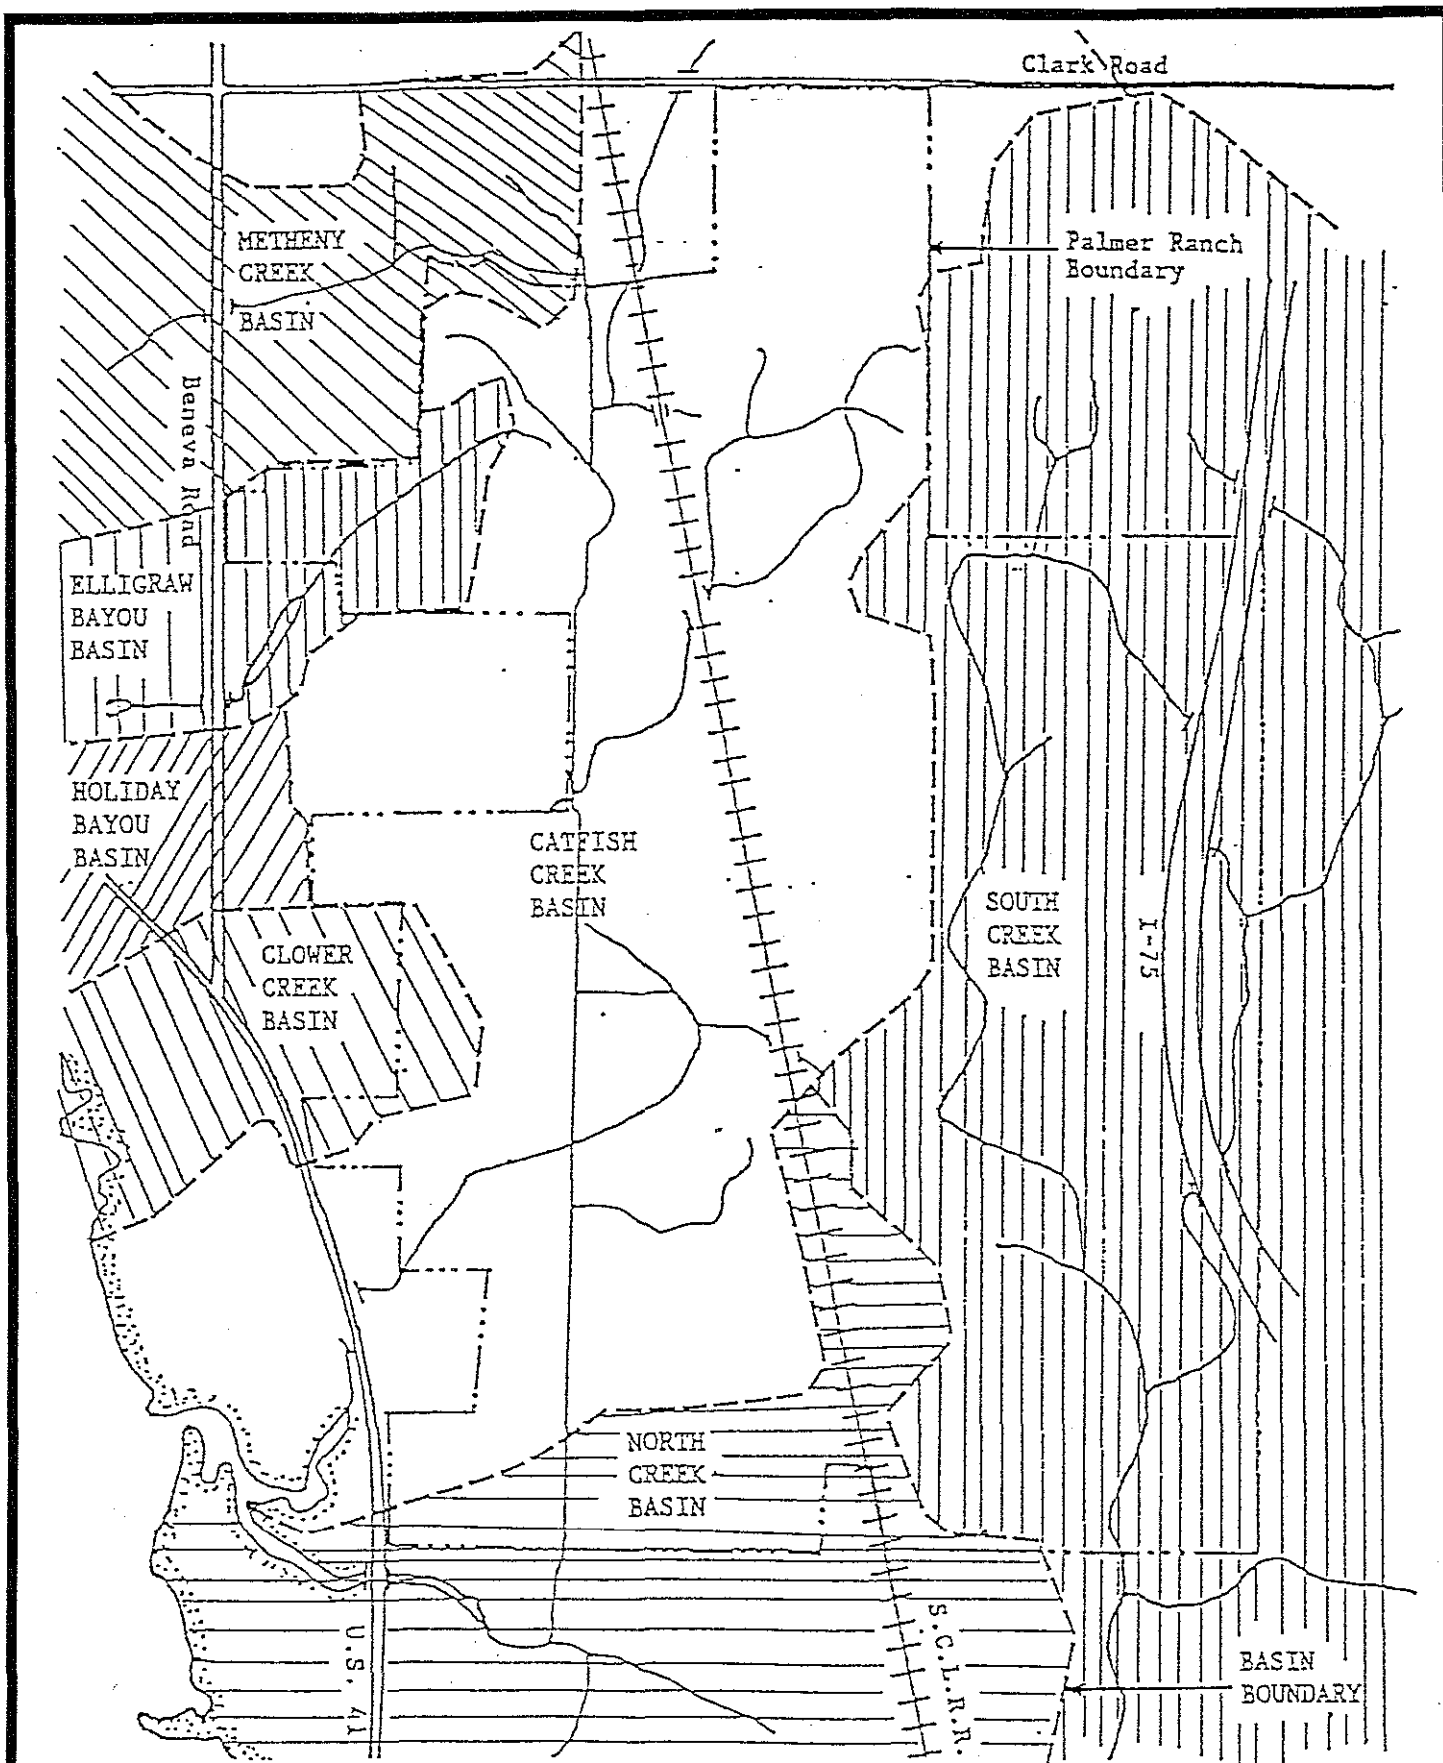 Clark Road
METHENY
CREEK
BASIN
Palmer Ranch
Boundary
Beneva Road
ELLIGRAW
BAYOU
BASIN
HOLIDAY
BAYOU
BASIN
CATFISH
CREEK
BASIN
SOUTH
CREEK
BASIN
I-75
CLOWER
CREEK
BASIN
NORTH
CREEK
BASIN
S.C.L.R.R.
U.S. 41
BASIN
BOUNDARY